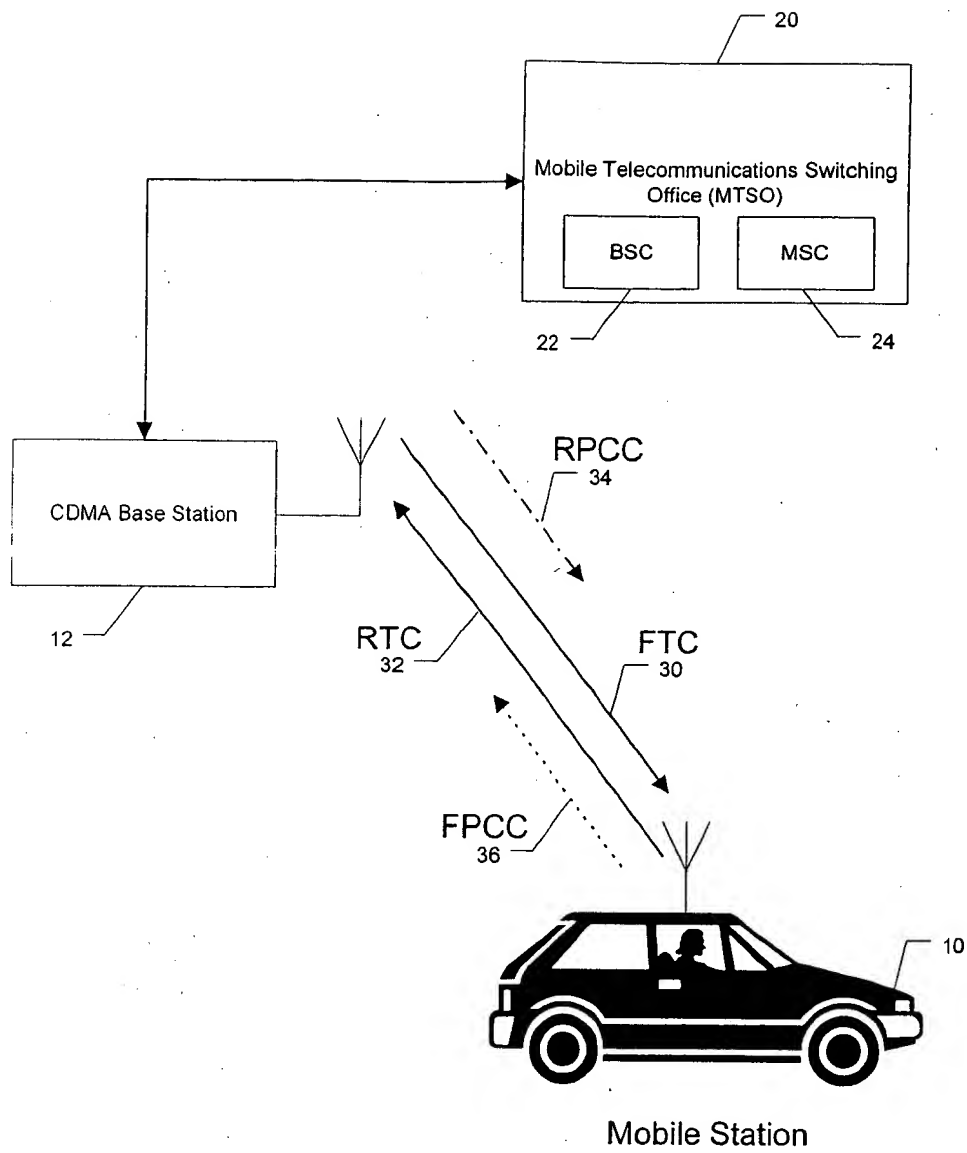 20
Mobile Telecommunications Switching
Office (MTSO)
BSC
MSC
22
24
CDMA Base Station
12
RPCC
34
RTC
32
FTC
30
FPCC
36
10
Mobile Station